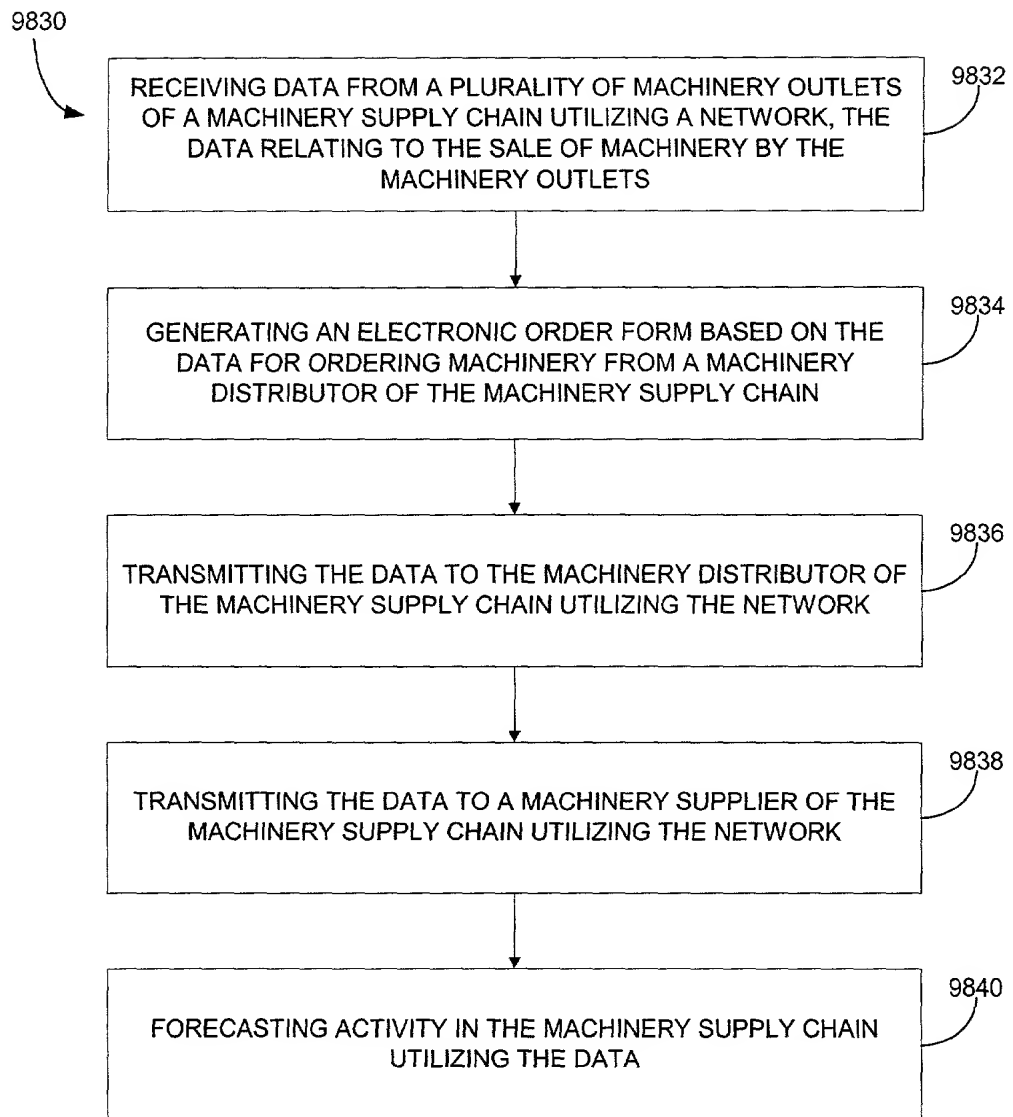 9830
RECEIVING DATA FROM A PLURALITY OF MACHINERY OUTLETS
OF A MACHINERY SUPPLY CHAIN UTILIZING A NETWORK, THE
DATA RELATING TO THE SALE OF MACHINERY BY THE
MACHINERY OUTLETS
9832
GENERATING AN ELECTRONIC ORDER FORM BASED ON THE
DATA FOR ORDERING MACHINERY FROM A MACHINERY
DISTRIBUTOR OF THE MACHINERY SUPPLY CHAIN
9834
TRANSMITTING THE DATA TO THE MACHINERY DISTRIBUTOR OF
THE MACHINERY SUPPLY CHAIN UTILIZING THE NETWORK
9836
TRANSMITTING THE DATA TO A MACHINERY SUPPLIER OF THE
MACHINERY SUPPLY CHAIN UTILIZING THE NETWORK
9838
FORECASTING ACTIVITY IN THE MACHINERY SUPPLY CHAIN
UTILIZING THE DATA
9840